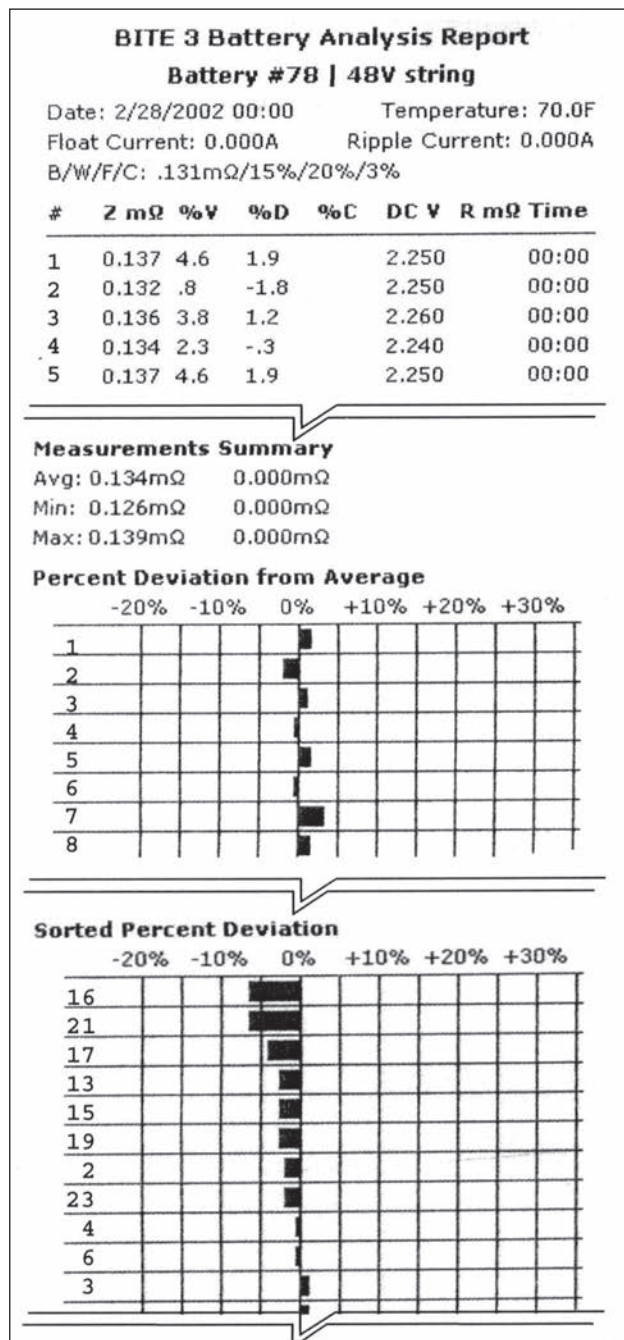 BITE 3 Battery Analysis Report
Battery #78 | 48V string
Date: 2/28/2002 00:00 Temperature: 70.0F
Float Current: 0.000A Ripple Current: 0.000A
B/W/F/C: .131mΩ/15%/20%/3%
# Z mΩ %V %D %C DC V R mΩ Time
1 0.137 4.6 1.9 2.250 00:00
2 0.132 .8 -1.8 2.250 00:00
3 0.136 3.8 1.2 2.260 00:00
4 0.134 2.3 -.3 2.240 00:00
5 0.137 4.6 1.9 2.250 00:00
Measurements Summary
Avg: 0.134mΩ 0.000mΩ
Min: 0.126mΩ 0.000mΩ
Max: 0.139mΩ 0.000mΩ
Percent Deviation from Average
-20% -10% 0% +10% +20% +30%
1
2
3
4
5
6
7
8
Sorted Percent Deviation
-20% -10% 0% +10% +20% +30%
16
21
17
13
15
19
2
23
4
6
3